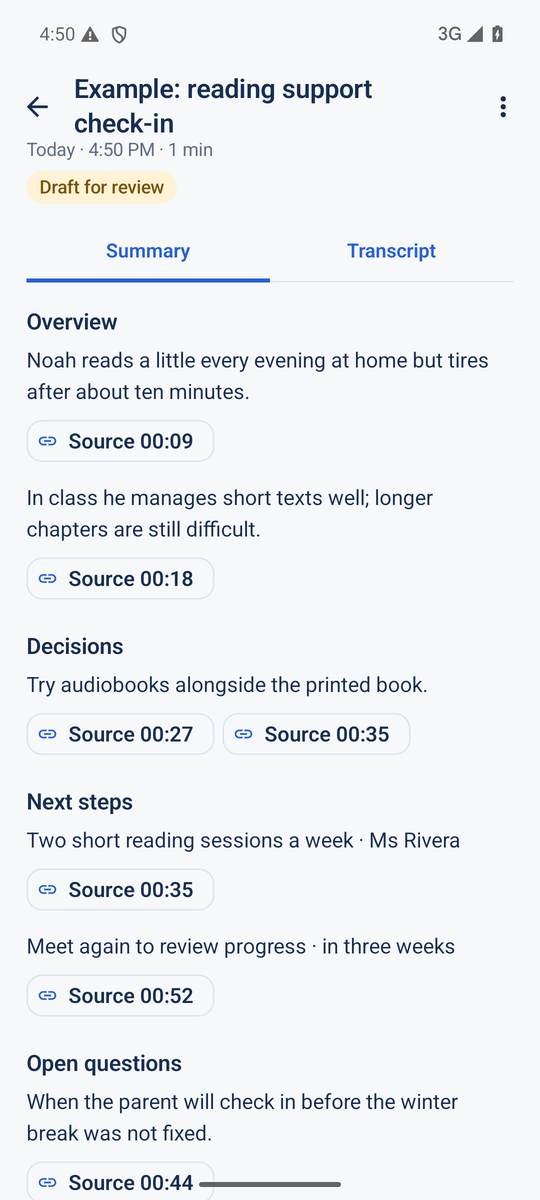 4:50
3G
Example: reading support
check-in
Today · 4:50 PM · 1 min
Draft for review
Summary
Transcript
Overview
Noah reads a little every evening at home but tires
after about ten minutes.
Source 00:09
In class he manages short texts well; longer
chapters are still difficult.
Source 00:18
Decisions
Try audiobooks alongside the printed book.
Source 00:27 Source 00:35
Next steps
Two short reading sessions a week · Ms Rivera
Source 00:35
Meet again to review progress · in three weeks
Source 00:52
Open questions
When the parent will check in before the winter
break was not fixed.
Source 00:44